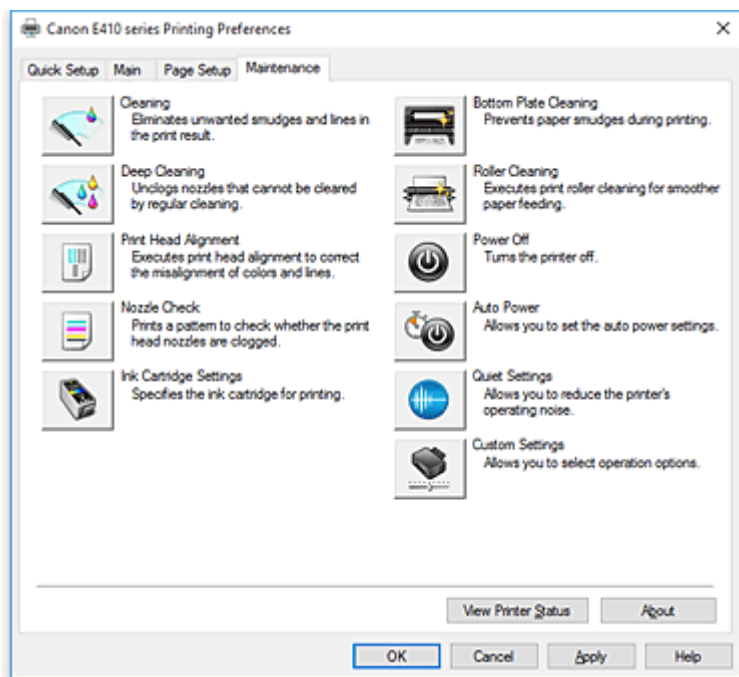 Canon E410 series Printing Preferences
Quick Setup Main Page Setup Maintenance
Cleaning
Eliminates unwanted smudges and lines in
the print result.
Deep Cleaning
Unclogs nozzles that cannot be cleared
by regular cleaning.
Print Head Alignment
Executes print head alignment to correct
the misalignment of colors and lines.
Nozzle Check
Prints a pattern to check whether the print
head nozzles are clogged.
Ink Cartridge Settings
Specifies the ink cartridge for printing.
Bottom Plate Cleaning
Prevents paper smudges during printing.
Roller Cleaning
Executes print roller cleaning for smoother
paper feeding.
Power Off
Turns the printer off.
Auto Power
Allows you to set the auto power settings.
Quiet Settings
Allows you to reduce the printer's
operating noise.
Custom Settings
Allows you to select operation options.
View Printer Status About
OK Cancel Apply Help